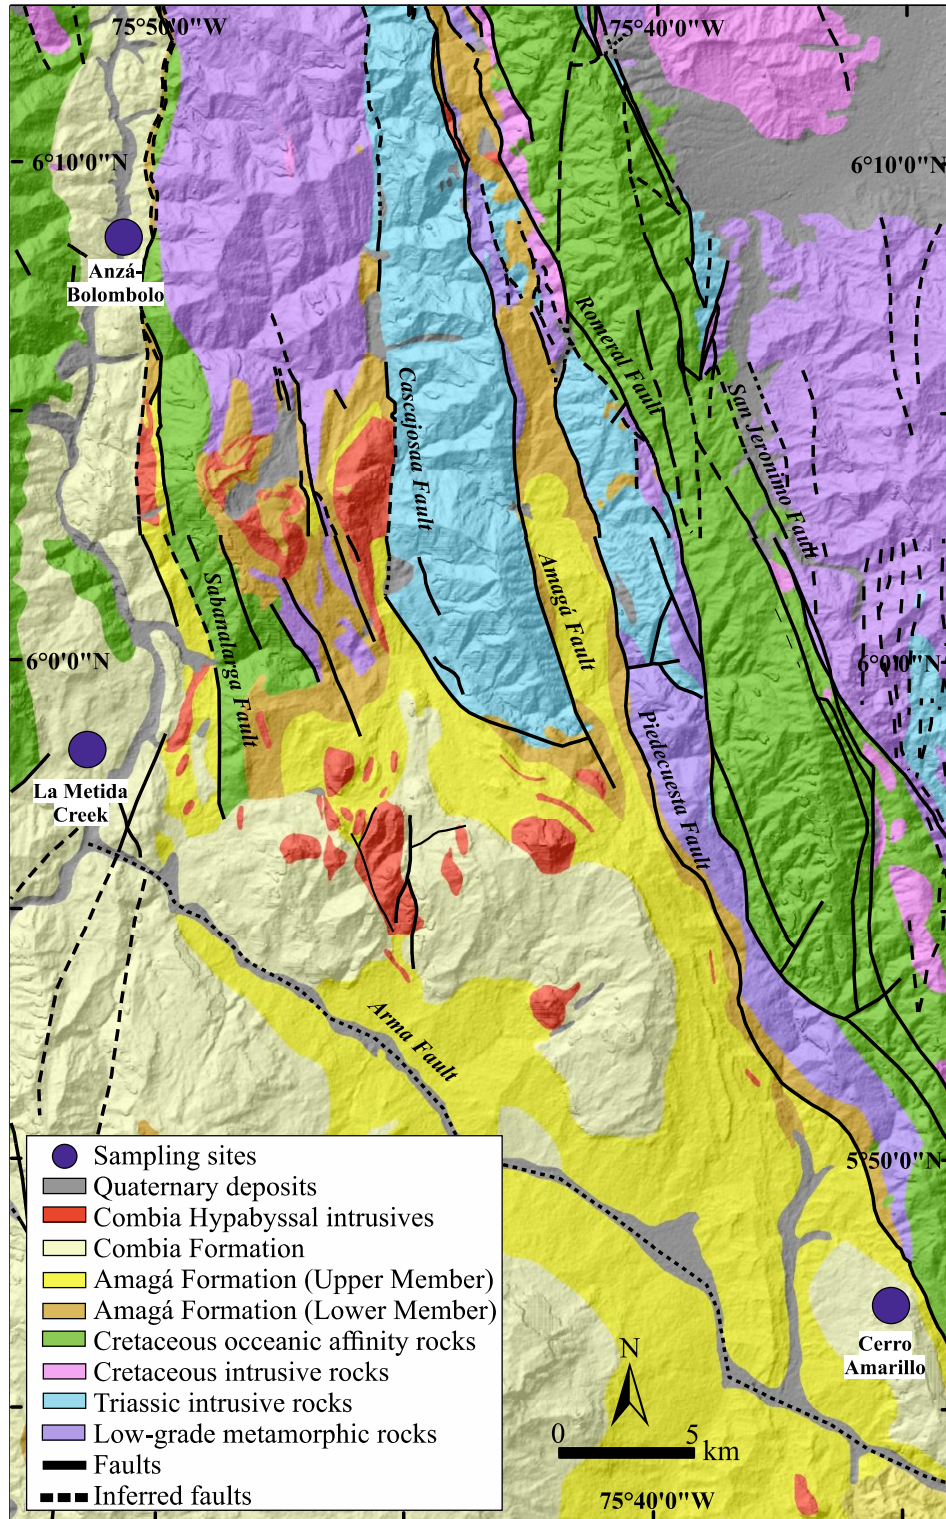 75°50'0"W
75°40'0"W
6°10'0"N
6°10'0"N
Anzá-
Bolombolo
Romeral Fault
Cascajosaa Fault
San Jeronimo Fault
Amagá Fault
Sabanalarga Fault
6°0'0"N
6°0'0"N
Piedecuesta Fault
La Metida
Creek
Arma Fault
5°50'0"N
Sampling sites
Quaternary deposits
Combia Hypabyssal intrusives
Combia Formation
Amagá Formation (Upper Member)
Amagá Formation (Lower Member)
Cretaceous occeanic affinity rocks
Cretaceous intrusive rocks
Triassic intrusive rocks
Low-grade metamorphic rocks
Faults
Inferred faults
Cerro
Amarillo
N
0 5
km
75°40'0"W